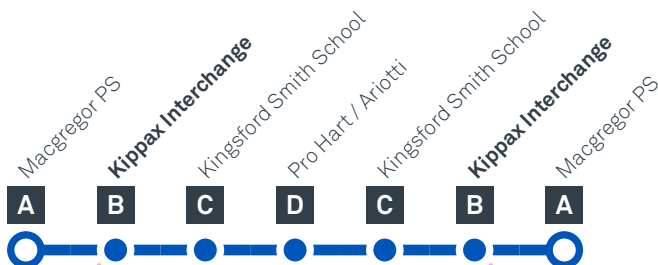 Macgregor PS
Kippax Interchange
Kingsford Smith School
Pro Hart / Ariotti
Kingsford Smith School
Kippax Interchange
Macgregor PS
A
B
C
D
C
B
A